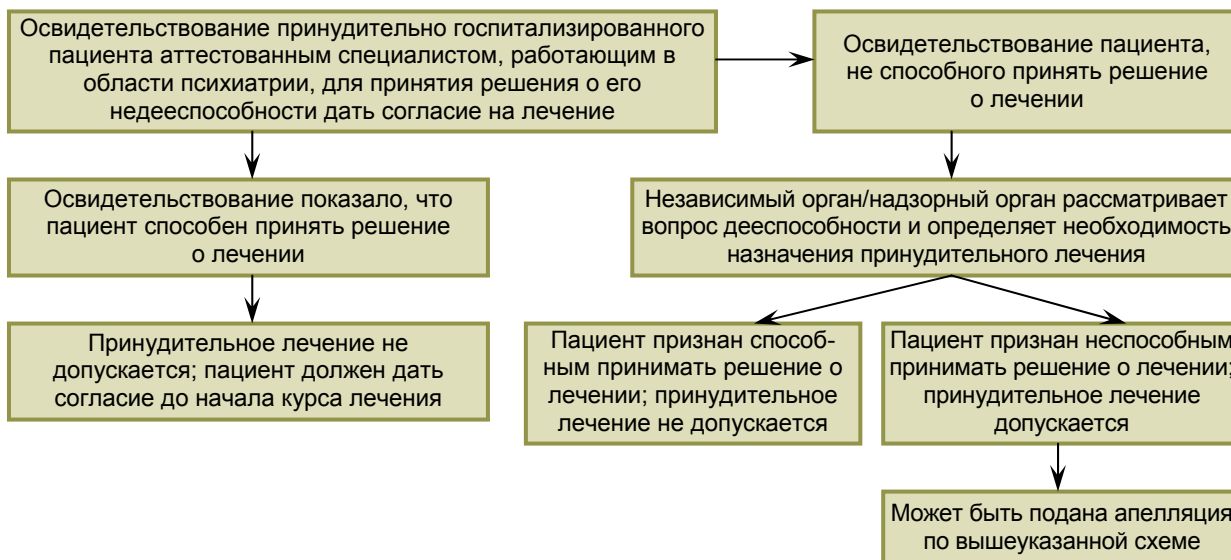 Освидетельствование принудительно госпитализированного
пациента аттестованным специалистом, работающим в
области психиатрии, для принятия решения о его
недееспособности дать согласие на лечение
Освидетельствование пациента,
не способного принять решение
о лечении
Освидетельствование показало, что
пациент способен принять решение
о лечении
Независимый орган/надзорный орган рассматривает
вопрос дееспособности и определяет необходимость
назначения принудительного лечения
Принудительное лечение не
допускается; пациент должен дать
согласие до начала курса лечения
Пациент признан способ-
ным принимать решение о
лечении; принудительное
лечение не допускается
Пациент признан неспособным
принимать решение о лечении;
принудительное лечение
допускается
Может быть подана апелляция
по вышеуказанной схеме